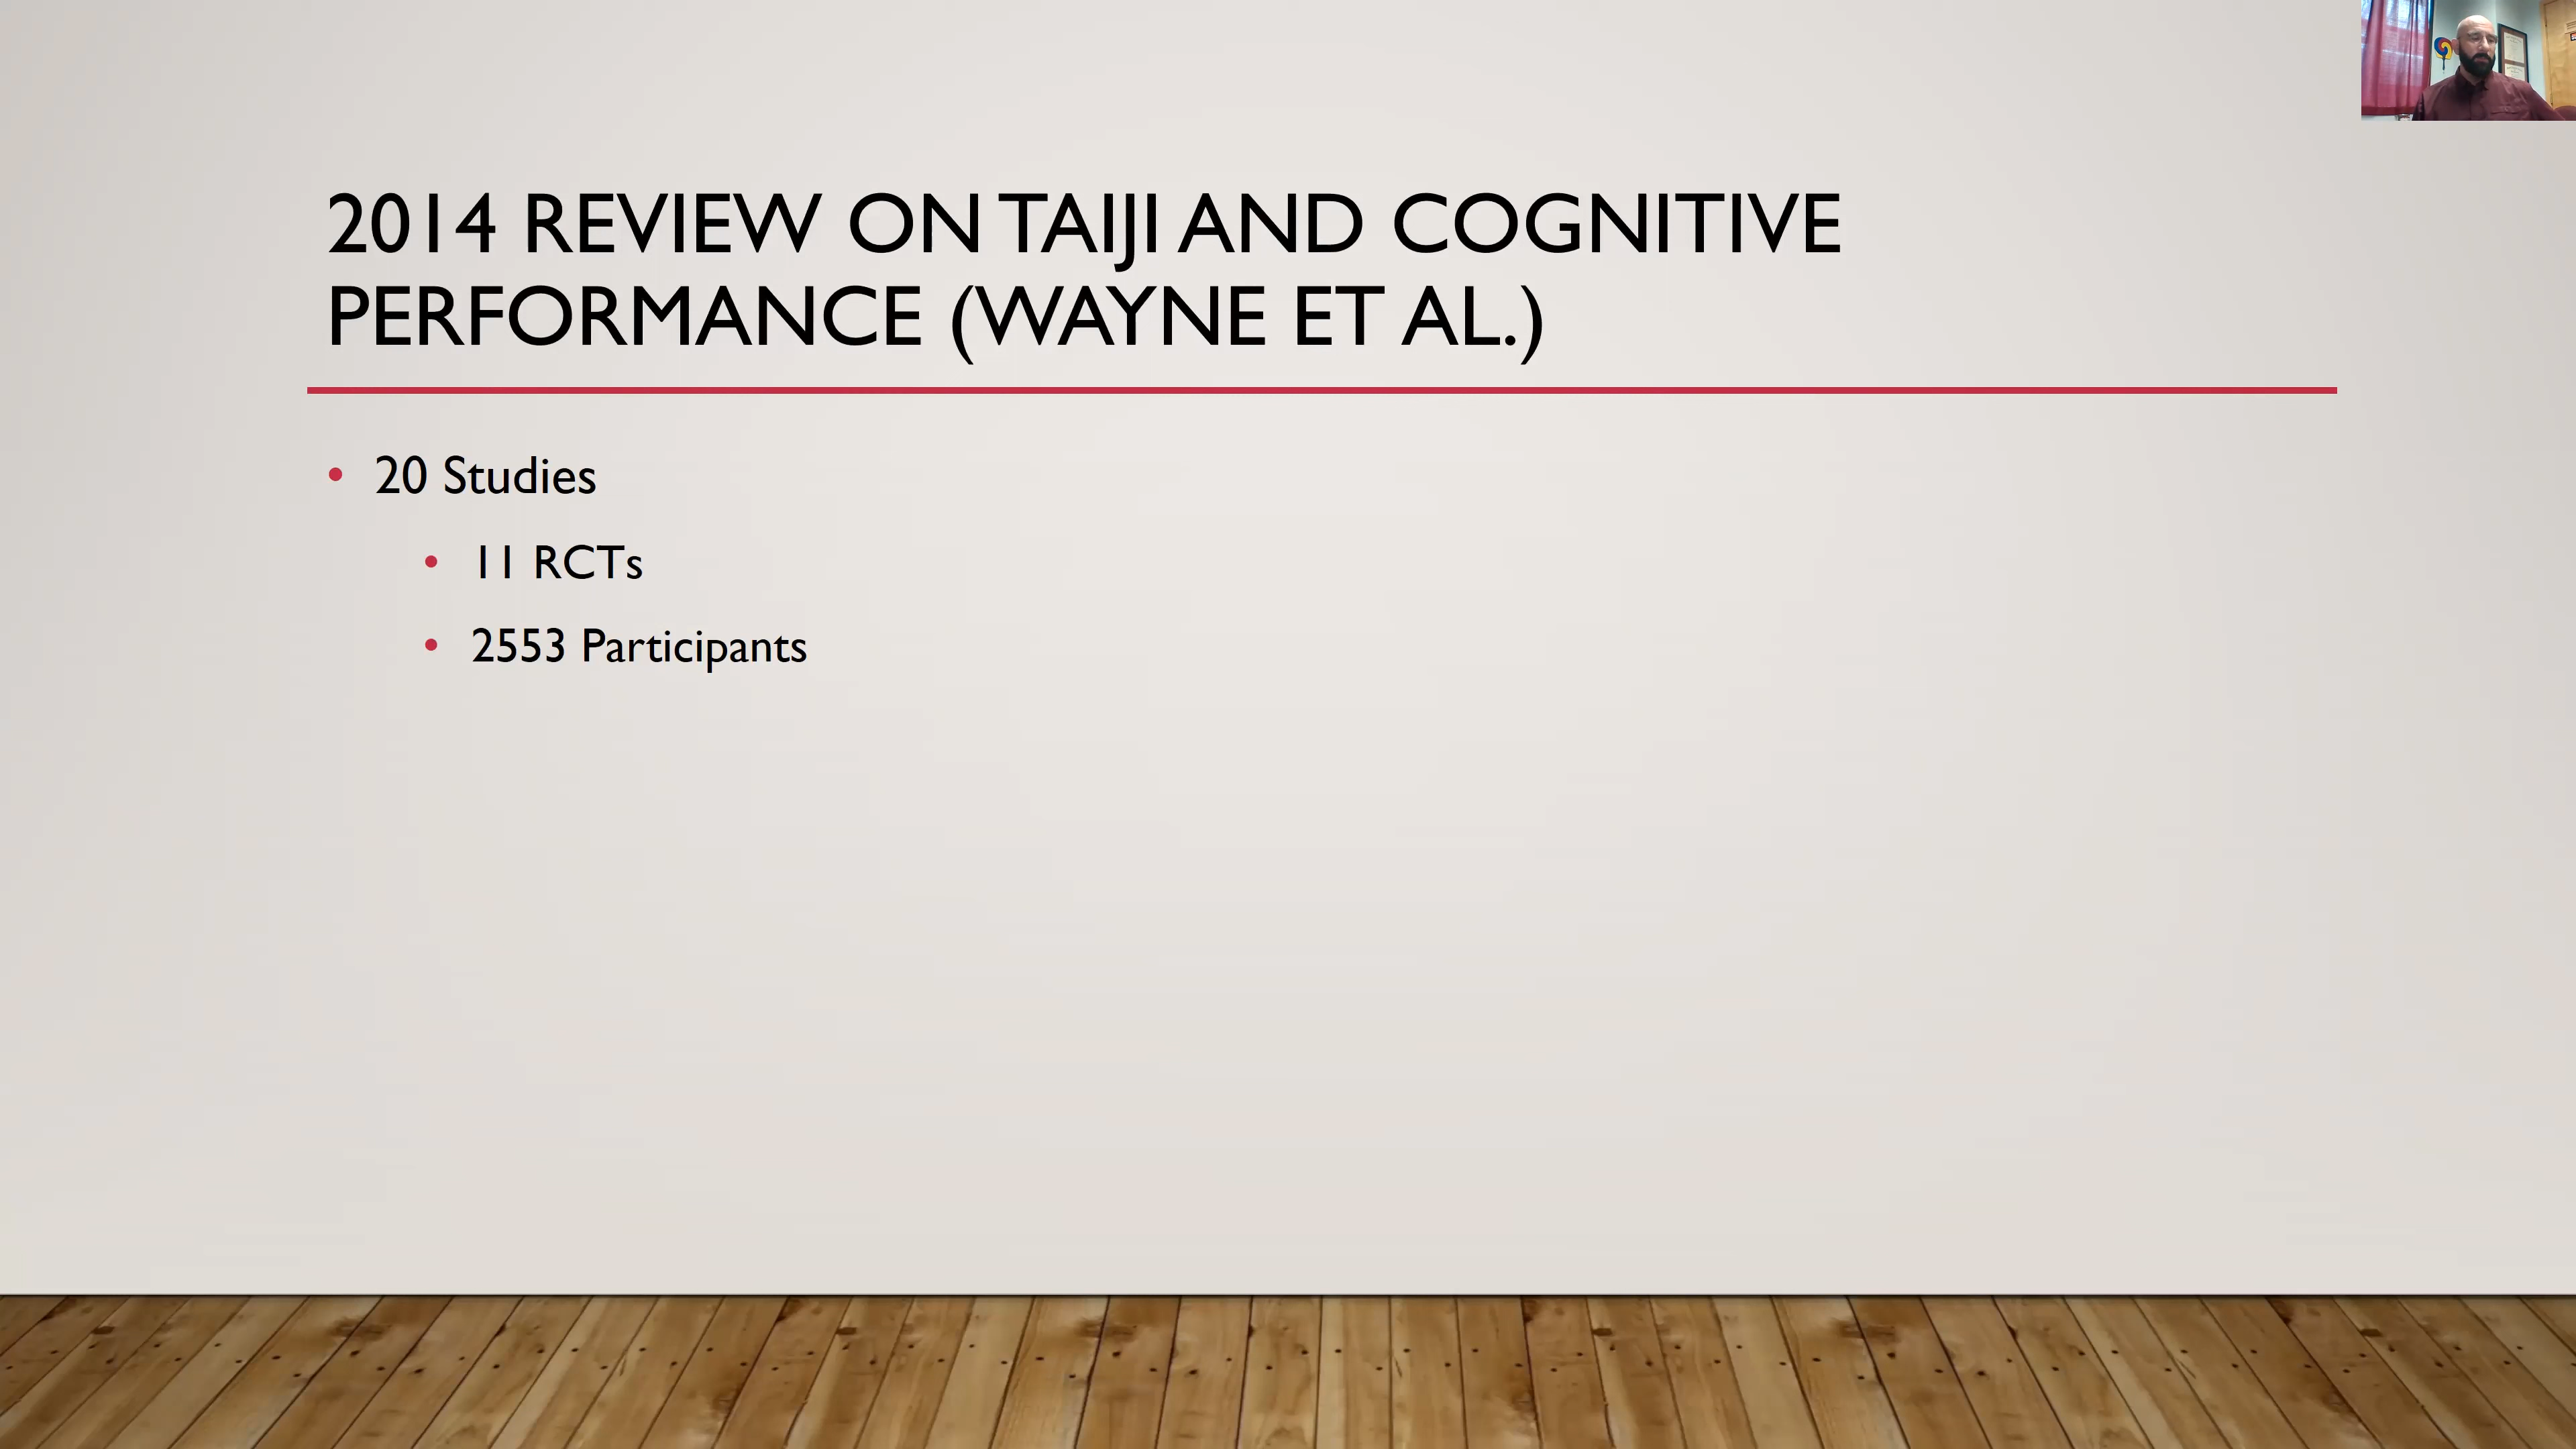 2014 REVIEW ON TAIJI AND COGNITIVE
PERFORMANCE (WAYNE ET AL.)
• 20 Studies
• 11 RCTs
• 2553 Participants